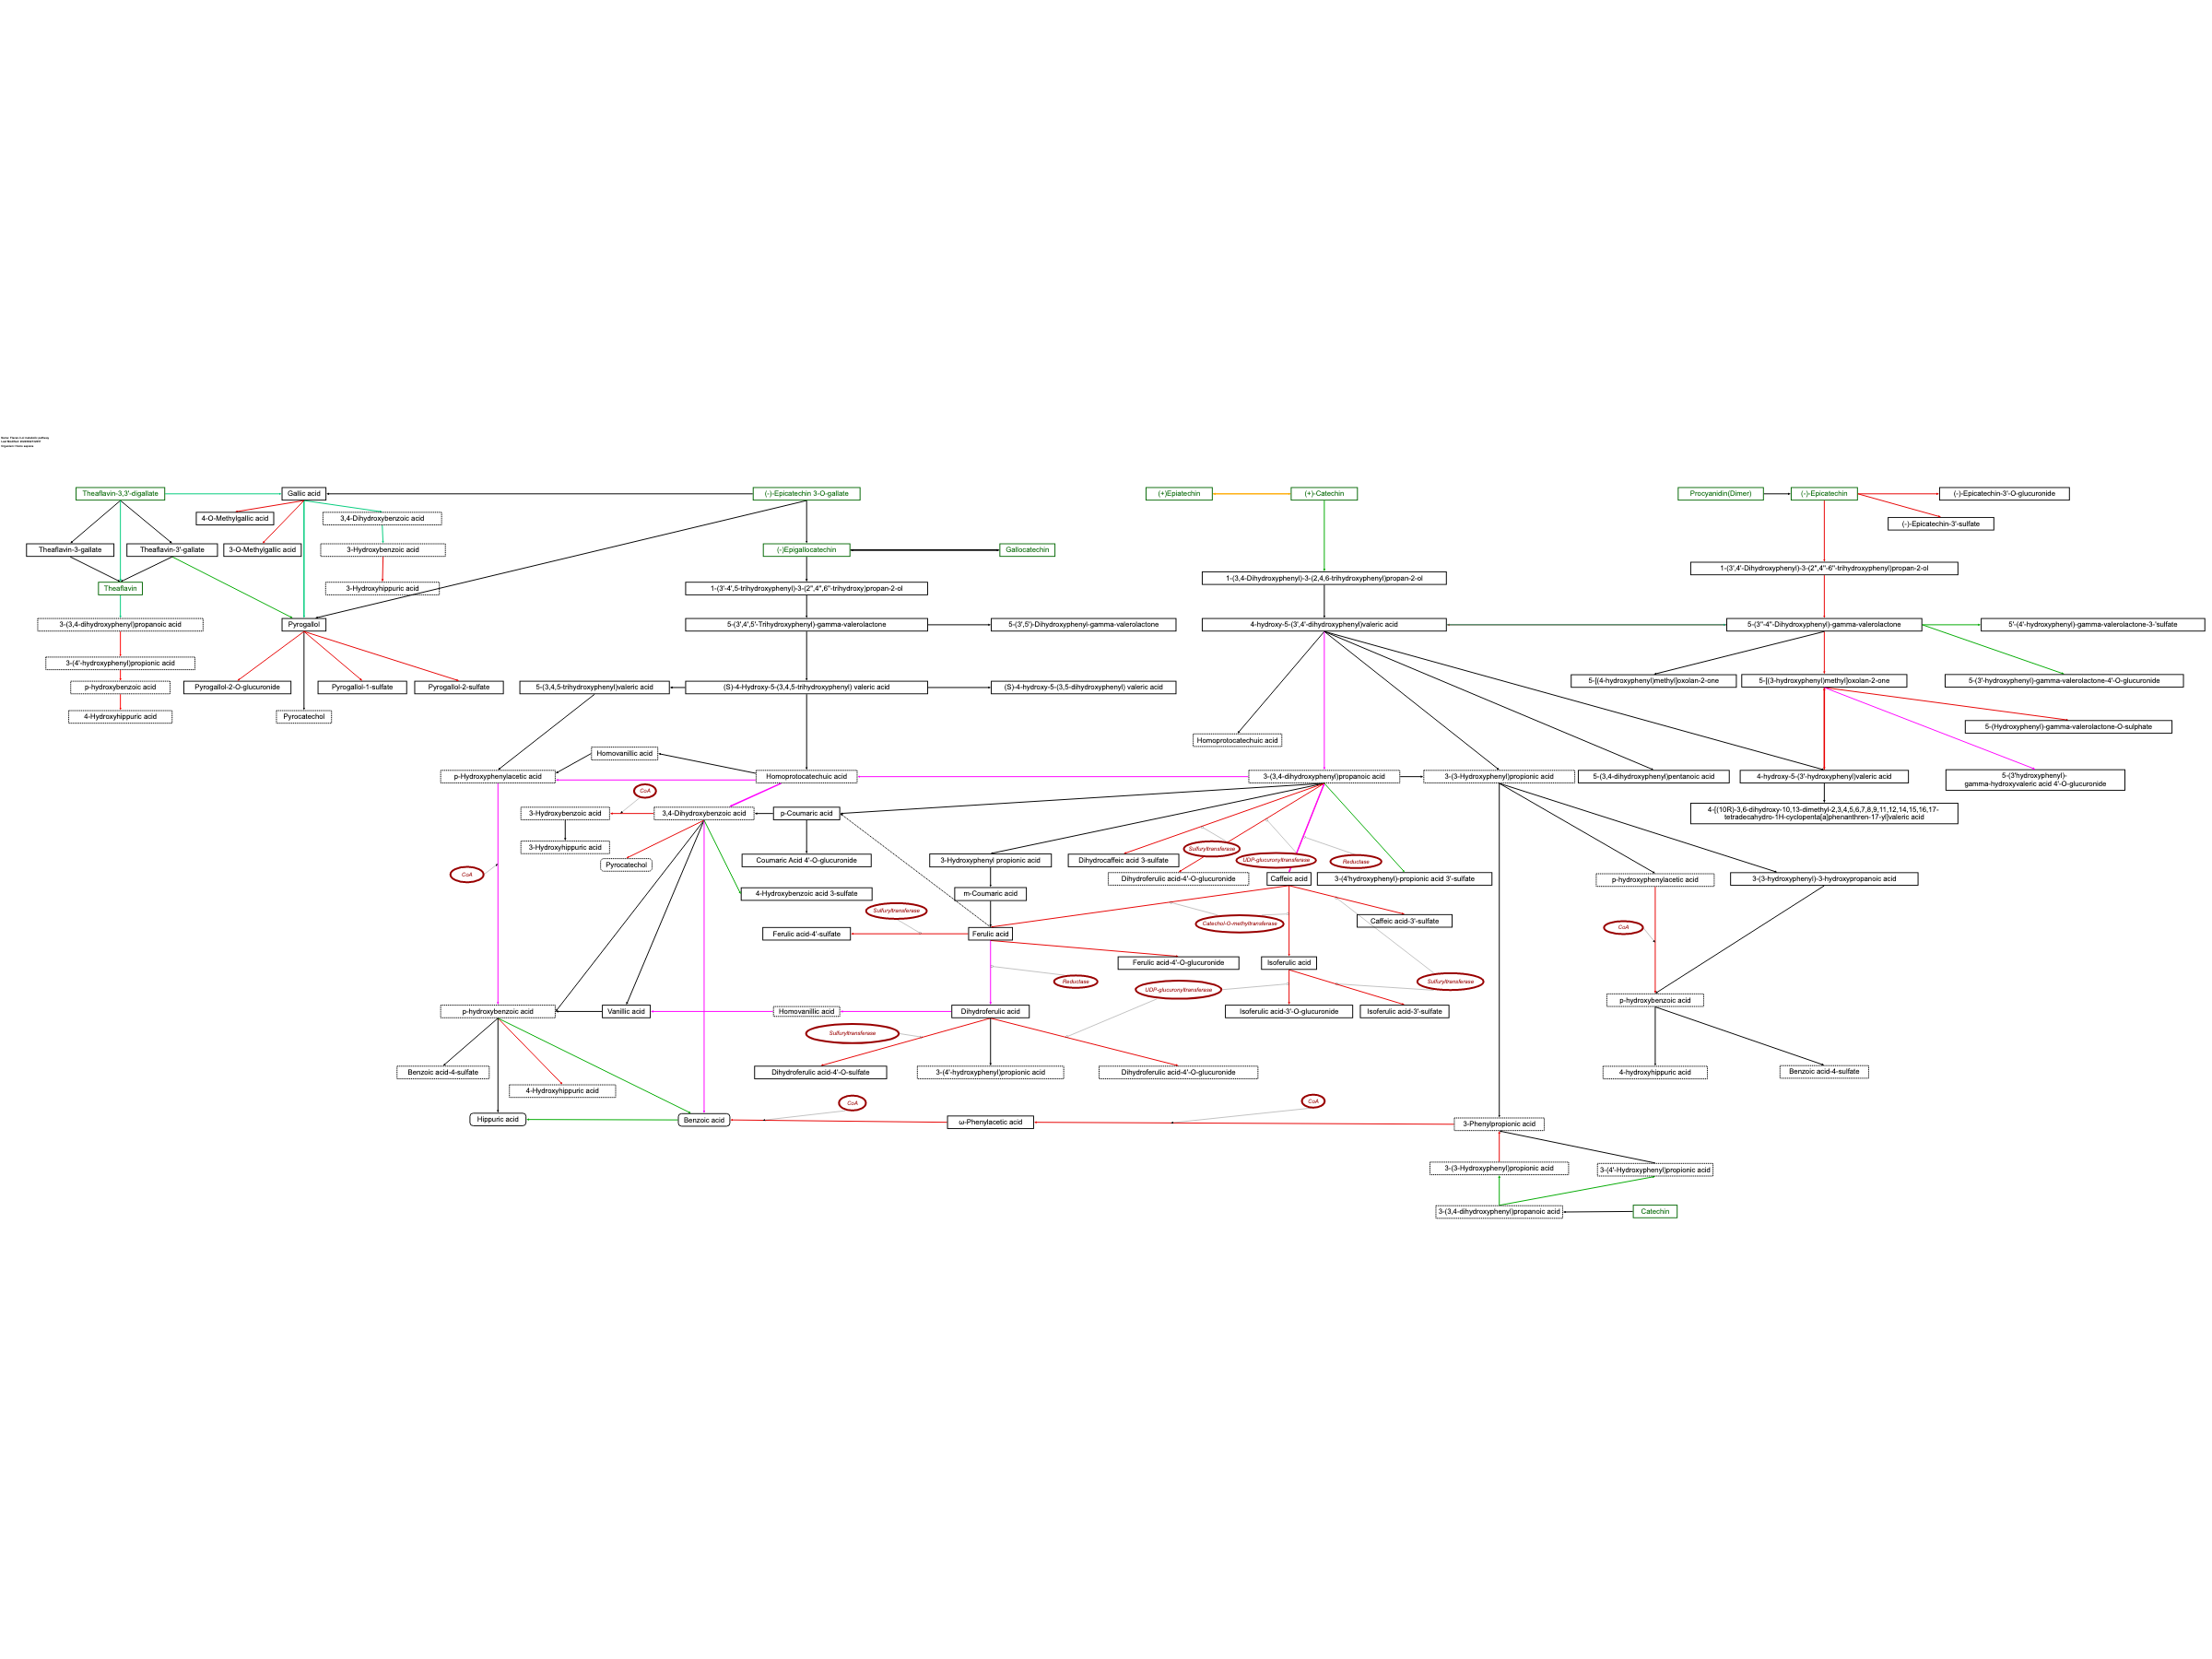 Theaflavin-3,3'-digallate
Gallic acid
(-)-Epicatechin 3-O-gallate
(+)Epiatechin
(+)-Catechin
Procyanidin(Dimer)
(-)-Epicatechin
(-)-Epicatechin-3'-O-glucuronide
4-O-Methylgallic acid
3,4-Dihydroxybenzoic acid
(-)-Epicatechin-3'-sulfate
Theaflavin-3-gallate
Theaflavin-3'-gallate
3-O-Methylgallic acid
3-Hydroxybenzoic acid
(-)Epigallocatechin
Gallocatechin
1-(3',4'-Dihydroxyphenyl)-3-(2",4"-6"-trihydroxyphenyl)propan-2-ol
1-(3,4-Dihydroxyphenyl)-3-(2,4,6-trihydroxyphenyl)propan-2-ol
Theaflavin
3-Hydroxyhippuric acid
1-(3'-4',5-trihydroxyphenyl)-3-(2",4",6"-trihydroxy)propan-2-ol
3-(3,4-dihydroxyphenyl)propanoic acid
Pyrogallol
5-(3',4',5'-Trihydroxyphenyl)-gamma-valerolactone
5-(3',5')-Dihydroxyphenyl-gamma-valerolactone
4-hydroxy-5-(3',4'-dihydroxyphenyl)valeric acid
5-(3"-4"-Dihydroxyphenyl)-gamma-valerolactone
5'-(4'-hydroxyphenyl)-gamma-valerolactone-3-'sulfate
3-(4'-hydroxyphenyl)propionic acid
p-hydroxybenzoic acid
Pyrogallol-2-O-glucuronide
Pyrogallol-1-sulfate
Pyrogallol-2-sulfate
5-(3,4,5-trihydroxyphenyl)valeric acid
(S)-4-Hydroxy-5-(3,4,5-trihydroxyphenyl) valeric acid
(S)-4-hydroxy-5-(3,5-dihydroxyphenyl) valeric acid
5-[(4-hydroxyphenyl)methyl]oxolan-2-one
5-[(3-hydroxyphenyl)methyl]oxolan-2-one
5-(3'-hydroxyphenyl)-gamma-valerolactone-4'-O-glucuronide
4-Hydroxyhippuric acid
Pyrocatechol
5-(Hydroxyphenyl)-gamma-valerolactone-O-sulphate
Homoprotocatechuic acid
Homovanillic acid
p-Hydroxyphenylacetic acid
Homoprotocatechuic acid
3-(3,4-dihydroxyphenyl)propanoic acid
3-(3-Hydroxyphenyl)propionic acid
5-(3,4-dihydroxyphenyl)pentanoic acid
4-hydroxy-5-(3'-hydroxyphenyl)valeric acid
5-(3'hydroxyphenyl)-
gamma-hydroxyvaleric acid 4'-O-glucuronide
CoA
3-Hydroxybenzoic acid
3,4-Dihydroxybenzoic acid
p-Coumaric acid
4-[(10R)-3,6-dihydroxy-10,13-dimethyl-2,3,4,5,6,7,8,9,11,12,14,15,16,17-
tetradecahydro-1H-cyclopenta[a]phenanthren-17-yl]valeric acid
3-Hydroxyhippuric acid
Sulfuryltransferase
Pyrocatechol
Coumaric Acid 4'-O-glucuronide
3-Hydroxyphenyl propionic acid
Dihydrocaffeic acid 3-sulfate
UDP-glucuronyltransferase
Reductase
CoA
Dihydroferulic acid-4'-O-glucuronide
Caffeic acid
3-(4'hydroxyphenyl)-propionic acid 3'-sulfate
p-hydroxyphenylacetic acid
3-(3-hydroxyphenyl)-3-hydroxypropanoic acid
4-Hydroxybenzoic acid 3-sulfate
m-Coumaric acid
Sulfuryltransferase
Catechol-O-methyltransferase
Caffeic acid-3'-sulfate
CoA
Ferulic acid-4'-sulfate
Ferulic acid
Ferulic acid-4'-O-glucuronide
Isoferulic acid
Reductase
UDP-glucuronyltransferase
Sulfuryltransferase
p-hydroxybenzoic acid
p-hydroxybenzoic acid
Vanillic acid
Homovanillic acid
Dihydroferulic acid
Isoferulic acid-3'-O-glucuronide
Isoferulic acid-3'-sulfate
Sulfuryltransferase
Benzoic acid-4-sulfate
Dihydroferulic acid-4'-O-sulfate
3-(4'-hydroxyphenyl)propionic acid
Dihydroferulic acid-4'-O-glucuronide
4-hydroxyhippuric acid
Benzoic acid-4-sulfate
4-Hydroxyhippuric acid
CoA
CoA
Hippuric acid
Benzoic acid
ω-Phenylacetic acid
3-Phenylpropionic acid
3-(3-Hydroxyphenyl)propionic acid
3-(4'-Hydroxyphenyl)propionic acid
3-(3,4-dihydroxyphenyl)propanoic acid
Catechin